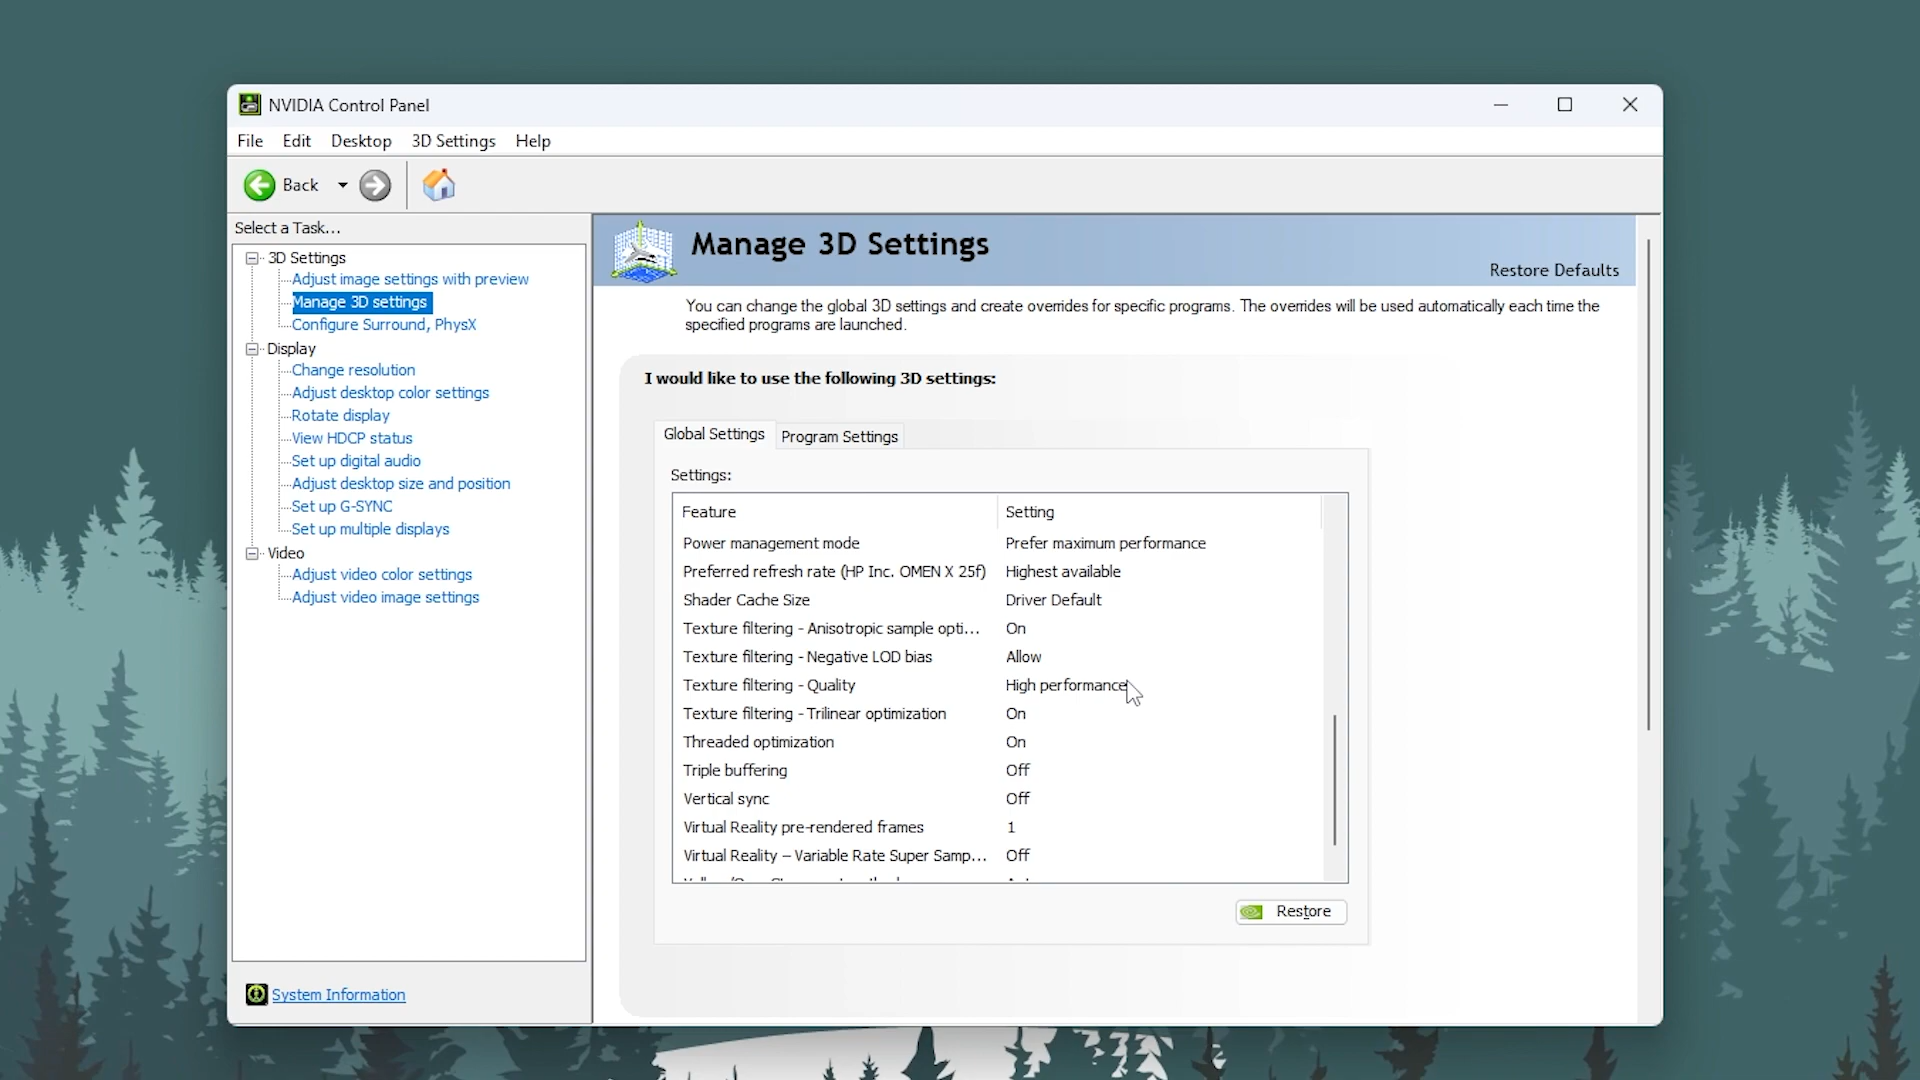 NVIDIA Control Panel
File Edit Desktop 3D Settings Help
Back
Select a Task...
3D Settings
Adjust image settings with preview
Manage 3D settings
Configure Surround, PhysX
Display
Change resolution
Adjust desktop color settings
Rotate display
View HDCP status
Set up digital audio
Adjust desktop size and position
Set up G-SYNC
Set up multiple displays
Video
Adjust video color settings
Adjust video image settings
System Information
Manage 3D Settings
Restore Defaults
You can change the global 3D settings and create overrides for specific programs. The overrides will be used automatically each time the
specified programs are launched.
I would like to use the following 3D settings:
Global Settings Program Settings
Settings:
Feature Setting
Power management mode Prefer maximum performance
Preferred refresh rate (HP Inc. OMEN X 25f) Highest available
Shader Cache Size Driver Default
Texture filtering - Anisotropic sample opti... On
Texture filtering - Negative LOD bias Allow
Texture filtering - Quality High performance
Texture filtering - Trilinear optimization On
Threaded optimization On
Triple buffering Off
Vertical sync Off
Virtual Reality pre-rendered frames 1
Virtual Reality – Variable Rate Super Samp... Off
Restore